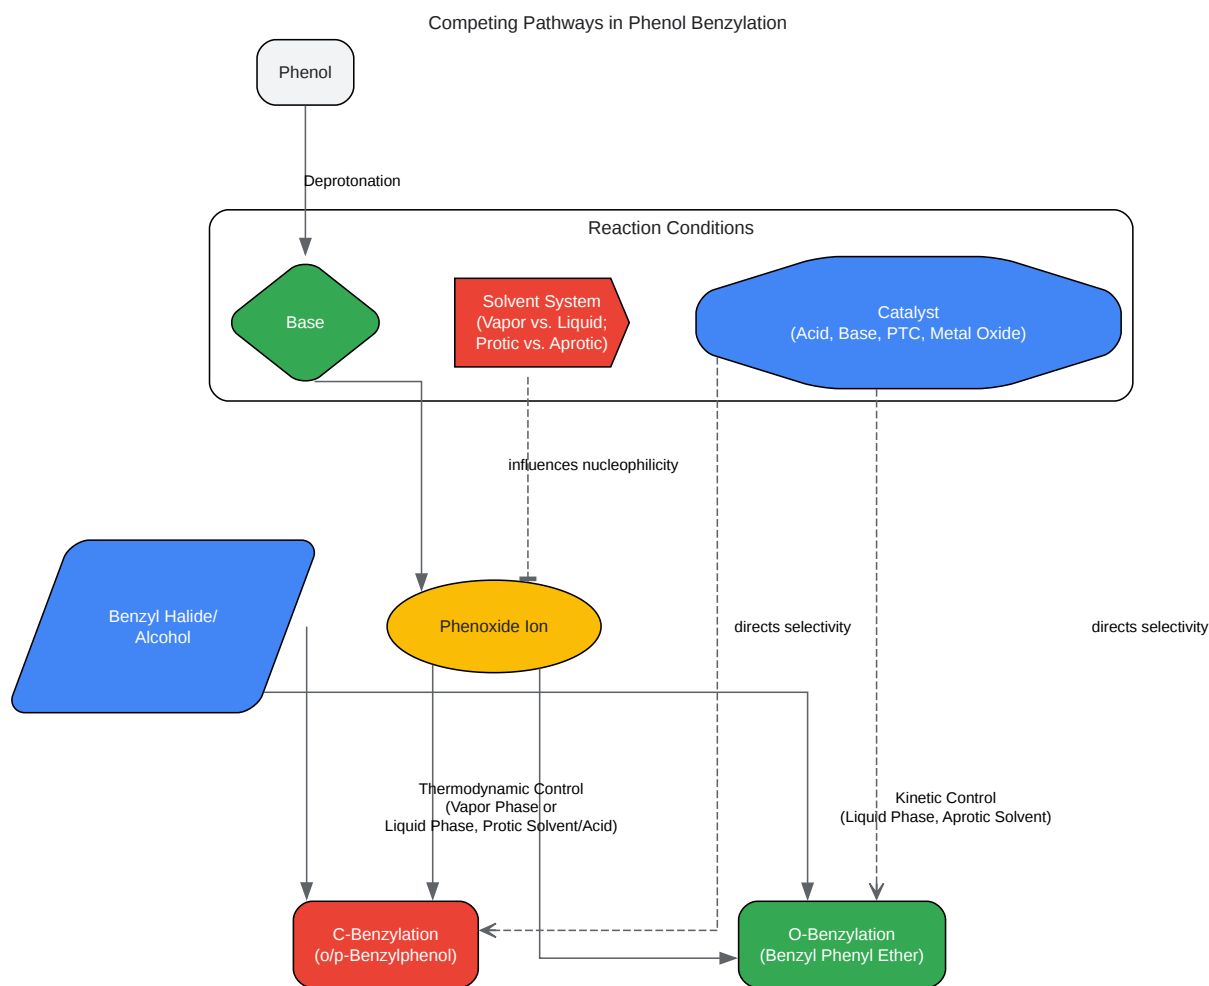 Competing Pathways in Phenol Benzylation
Phenol
Deprotonation
Reaction Conditions
Base
Solvent System
(Vapor vs. Liquid;
Protic vs. Aprotic)
Catalyst
(Acid, Base, PTC, Metal Oxide)
influences nucleophilicity
Benzyl Halide/
Alcohol
Phenoxide Ion
directs selectivity
directs selectivity
Thermodynamic Control
(Vapor Phase or
Liquid Phase, Protic Solvent/Acid)
Kinetic Control
(Liquid Phase, Aprotic Solvent)
C-Benzylation
(o/p-Benzylphenol)
O-Benzylation
(Benzyl Phenyl Ether)